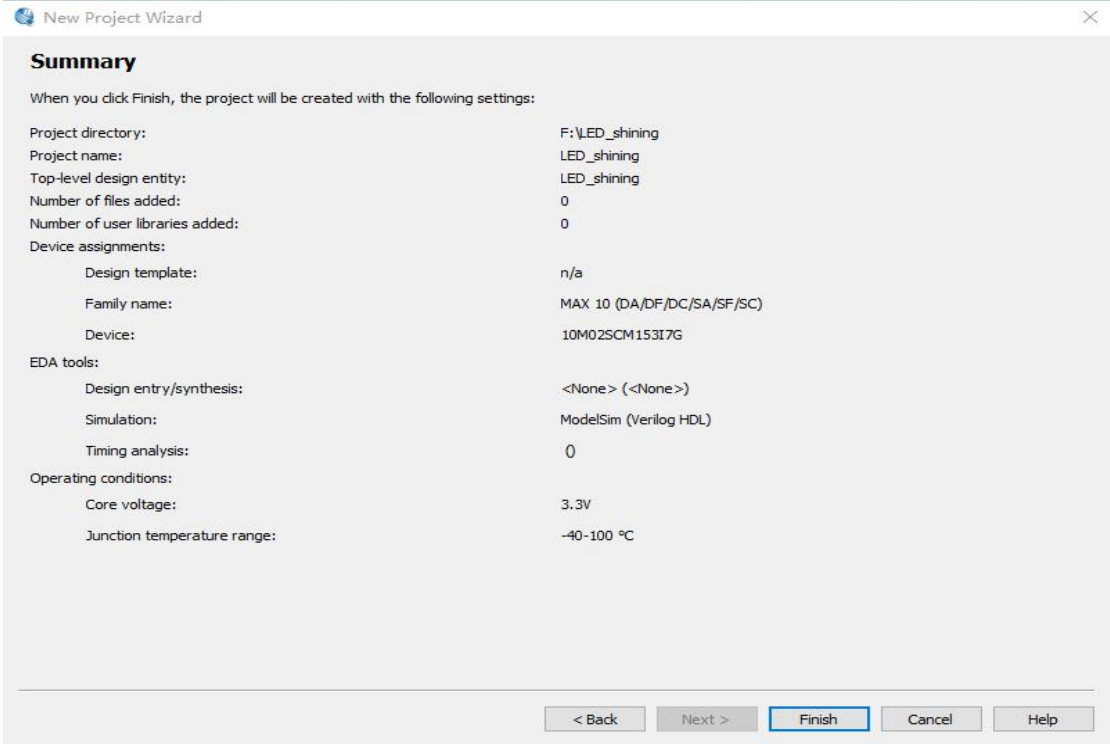 New Project Wizard
Summary
When you click Finish, the project will be created with the following settings:
Project directory: F:\LED_shining
Project name: LED_shining
Top-level design entity: LED_shining
Number of files added: 0
Number of user libraries added: 0
Device assignments:
Design template: n/a
Family name: MAX 10 (DA/DF/DC/SA/SF/SC)
Device: 10M02SCM153I7G
EDA tools:
Design entry/synthesis: <None> (<None>)
Simulation: ModelSim (Verilog HDL)
Timing analysis: ()
Operating conditions:
Core voltage: 3.3V
Junction temperature range: -40-100 ºC
< Back Next > Finish Cancel Help